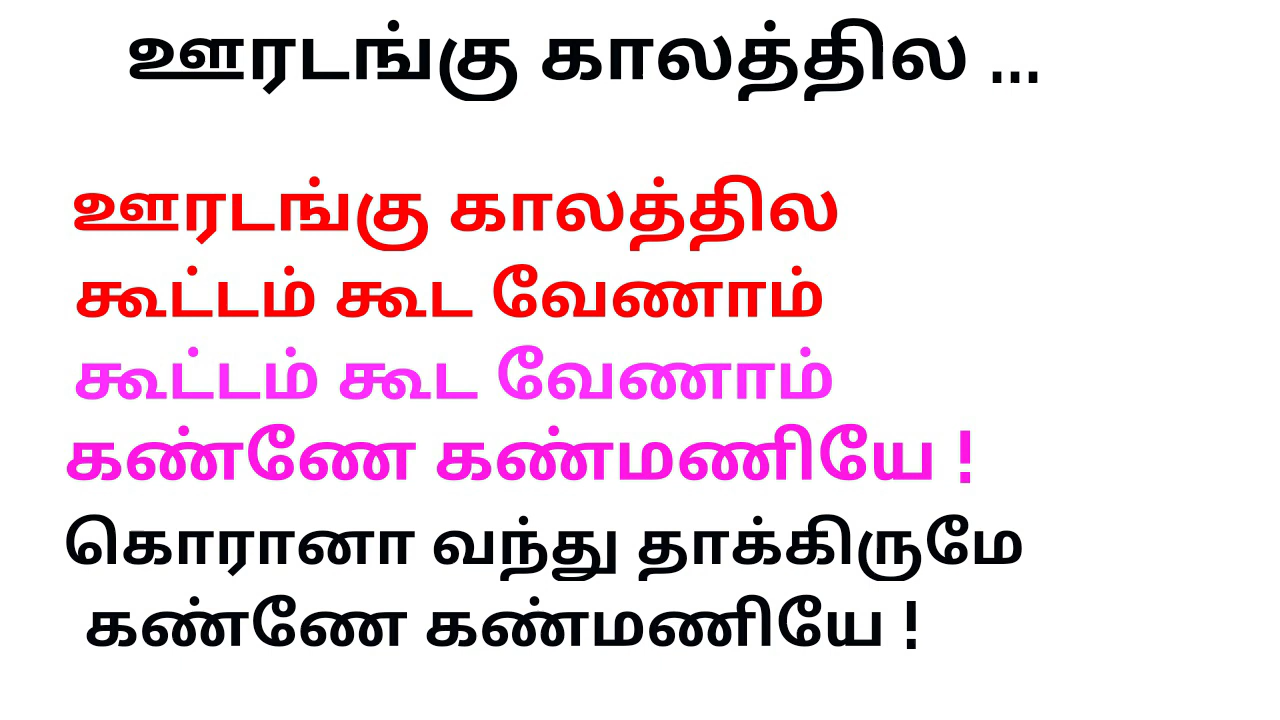 ஊரடங்கு காலத்தில ...
ஊரடங்கு காலத்தில
கூட்டம் கூட வேணாம்
கூட்டம் கூட வேணாம்
கண்ணே கண்மணியே !
கொரானா வந்து தாக்கிருமே
கண்ணே கண்மணியே !